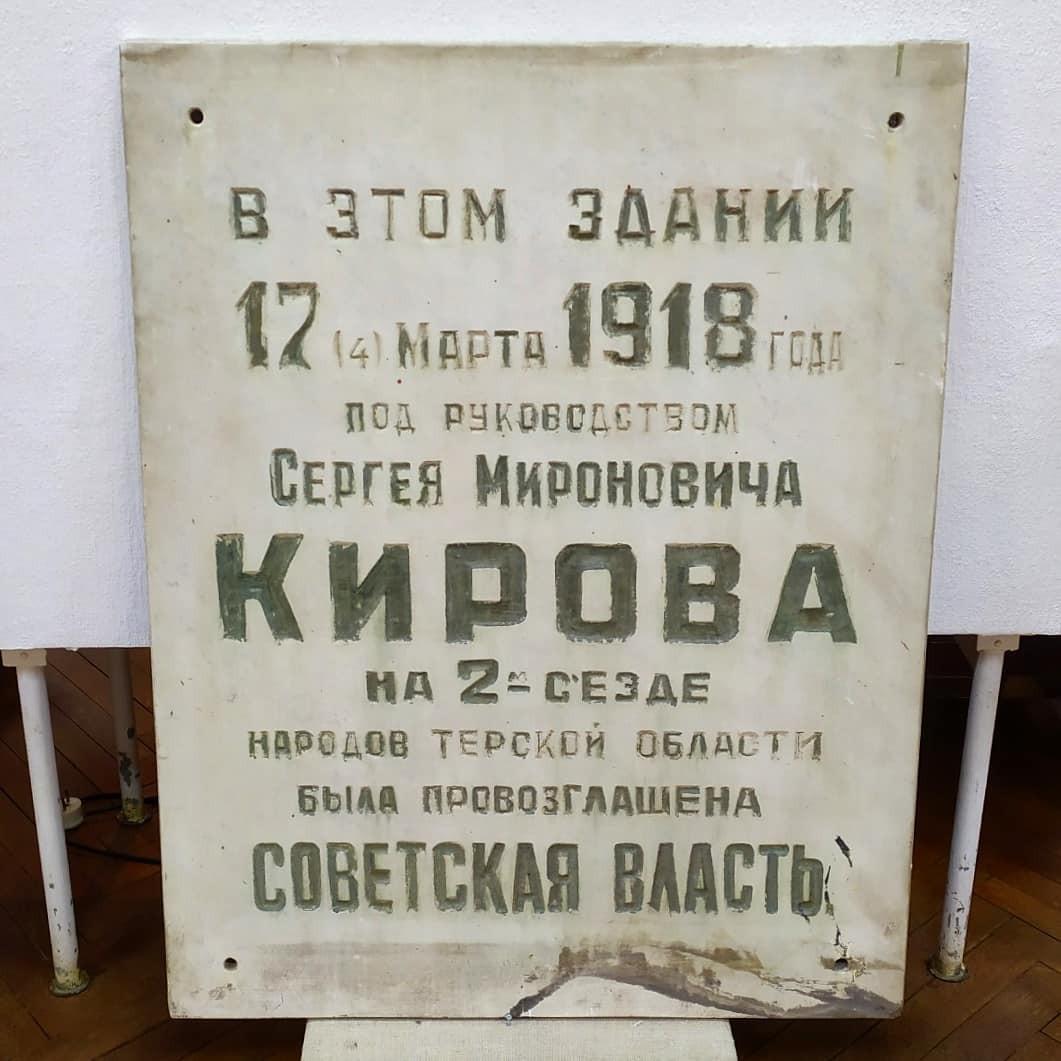 В ЭТОМ ЗДАНИИ
17 (4) МАРТА 1918 ГОДА
ПОД РУКОВОДСТВОМ
СЕРГЕЯ МИРОНОВИЧА
КИРОВА
НА 2М С'ЕЗДЕ
НАРОДОВ ТЕРСКОЙ ОБЛАСТИ
БЫЛА ПРОВОЗГЛАШЕНА
СОВЕТСКАЯ ВЛАСТЬ